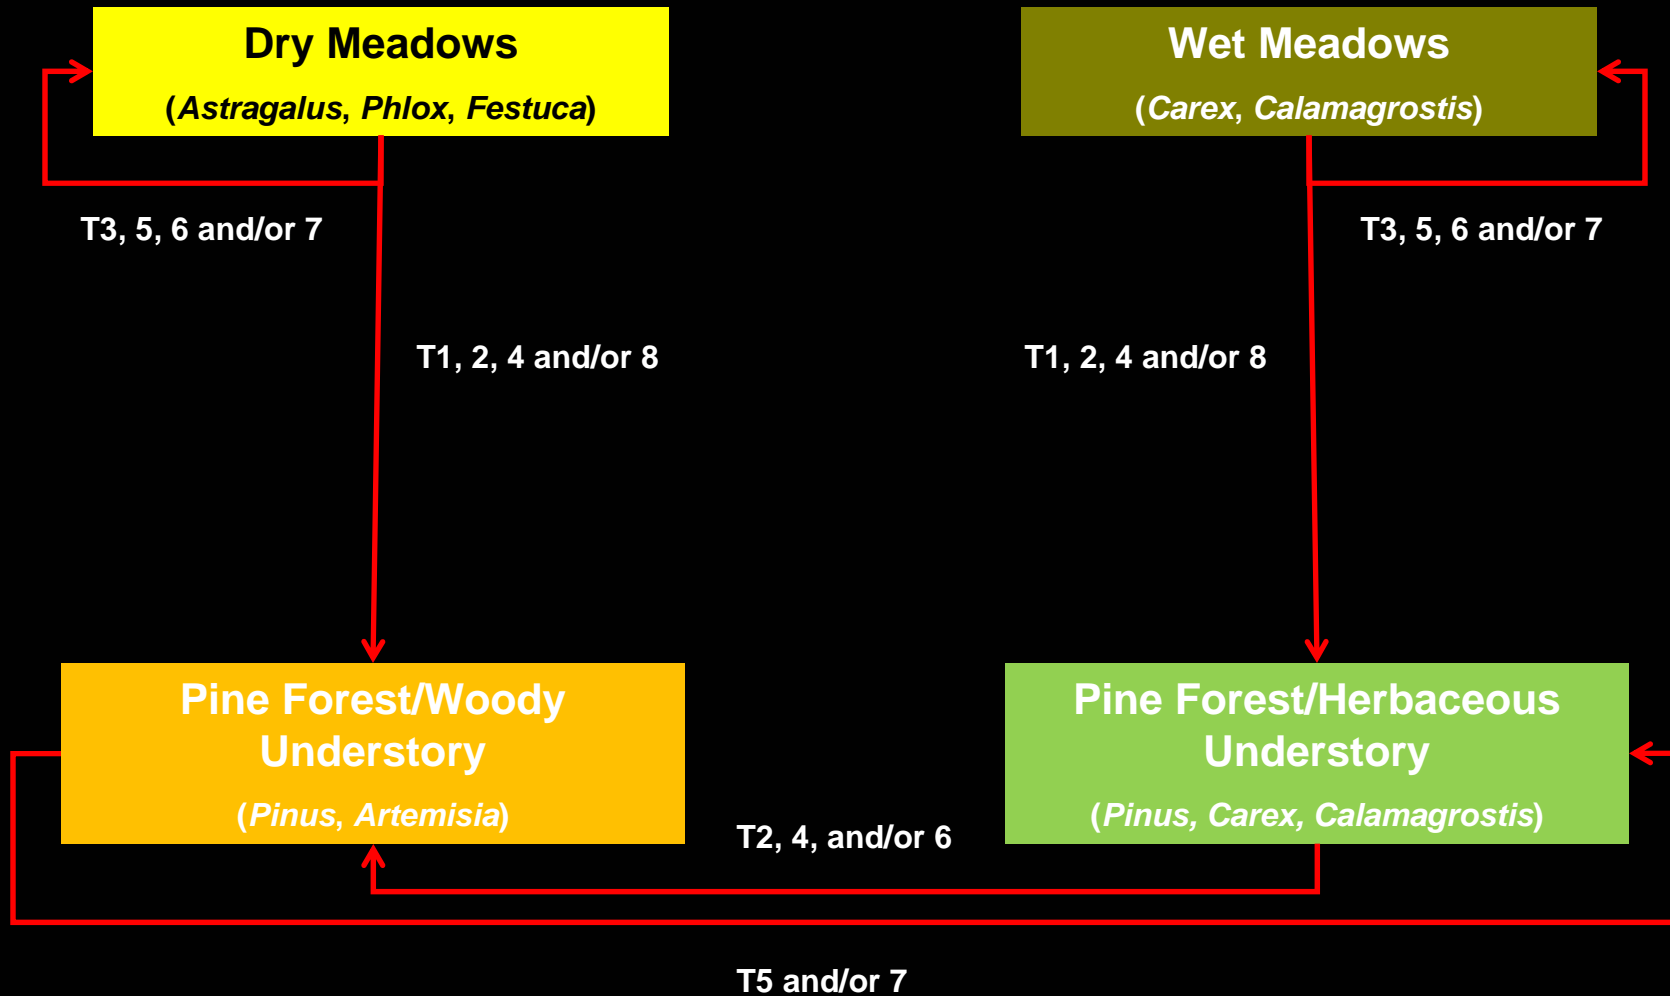 Dry Meadows
(Astragalus, Phlox, Festuca)
Wet Meadows
(Carex, Calamagrostis)
T3, 5, 6 and/or 7
T3, 5, 6 and/or 7
T1, 2, 4 and/or 8
T1, 2, 4 and/or 8
Pine Forest/Woody
Understory
(Pinus, Artemisia)
Pine Forest/Herbaceous
Understory
(Pinus, Carex, Calamagrostis)
T2, 4, and/or 6
T5 and/or 7